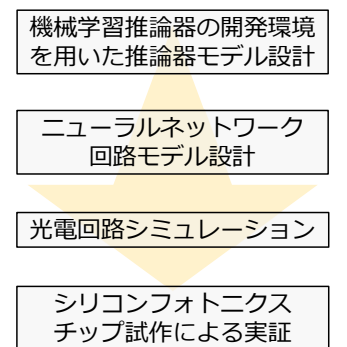 機械学習推論器の開発環境
を用いた推論器モデル設計
ニューラルネットワーク
回路モデル設計
光電回路シミュレーション
シリコンフォトニクス
チップ試作による実証